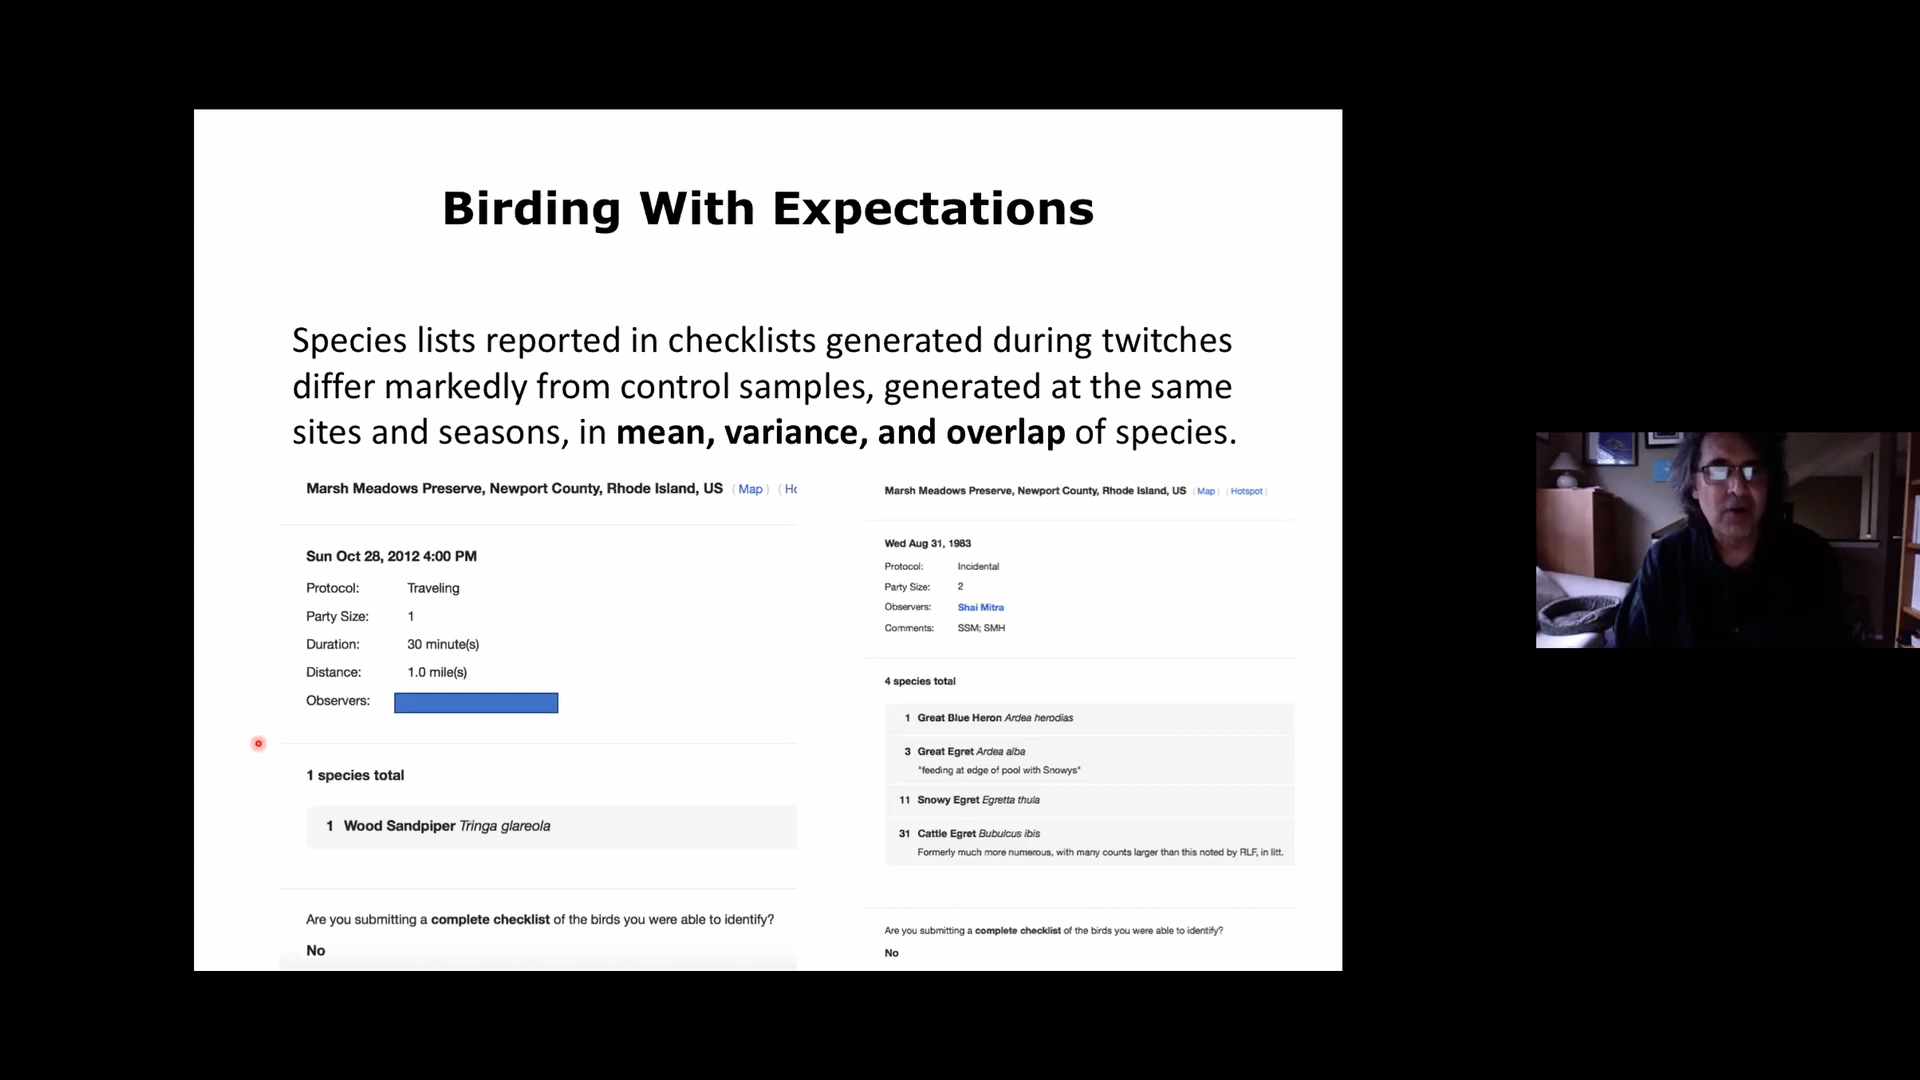 Birding With Expectations
Species lists reported in checklists generated during twitches
differ markedly from control samples, generated at the same
sites and seasons, in mean, variance, and overlap of species.
Marsh Meadows Preserve, Newport County, Rhode Island, US ( Map ) ( Ho
Sun Oct 28, 2012 4:00 PM
Protocol: Traveling
Party Size: 1
Duration: 30 minute(s)
Distance: 1.0 mile(s)
Observers:
1 species total
1 Wood Sandpiper Tringa glareola
Are you submitting a complete checklist of the birds you were able to identify?
No
Marsh Meadows Preserve, Newport County, Rhode Island, US ( Map ) ( Hotspot )
Wed Aug 31, 1983
Protocol: Incidental
Party Size: 2
Observers: Shai Mitra
Comments: SSM; SMH
4 species total
1 Great Blue Heron Ardea herodias
3 Great Egret Ardea alba
"feeding at edge of pool with Snowys"
11 Snowy Egret Egretta thula
31 Cattle Egret Bubulcus ibis
Formerly much more numerous, with many counts larger than this noted by RLF, in litt.
Are you submitting a complete checklist of the birds you were able to identify?
No